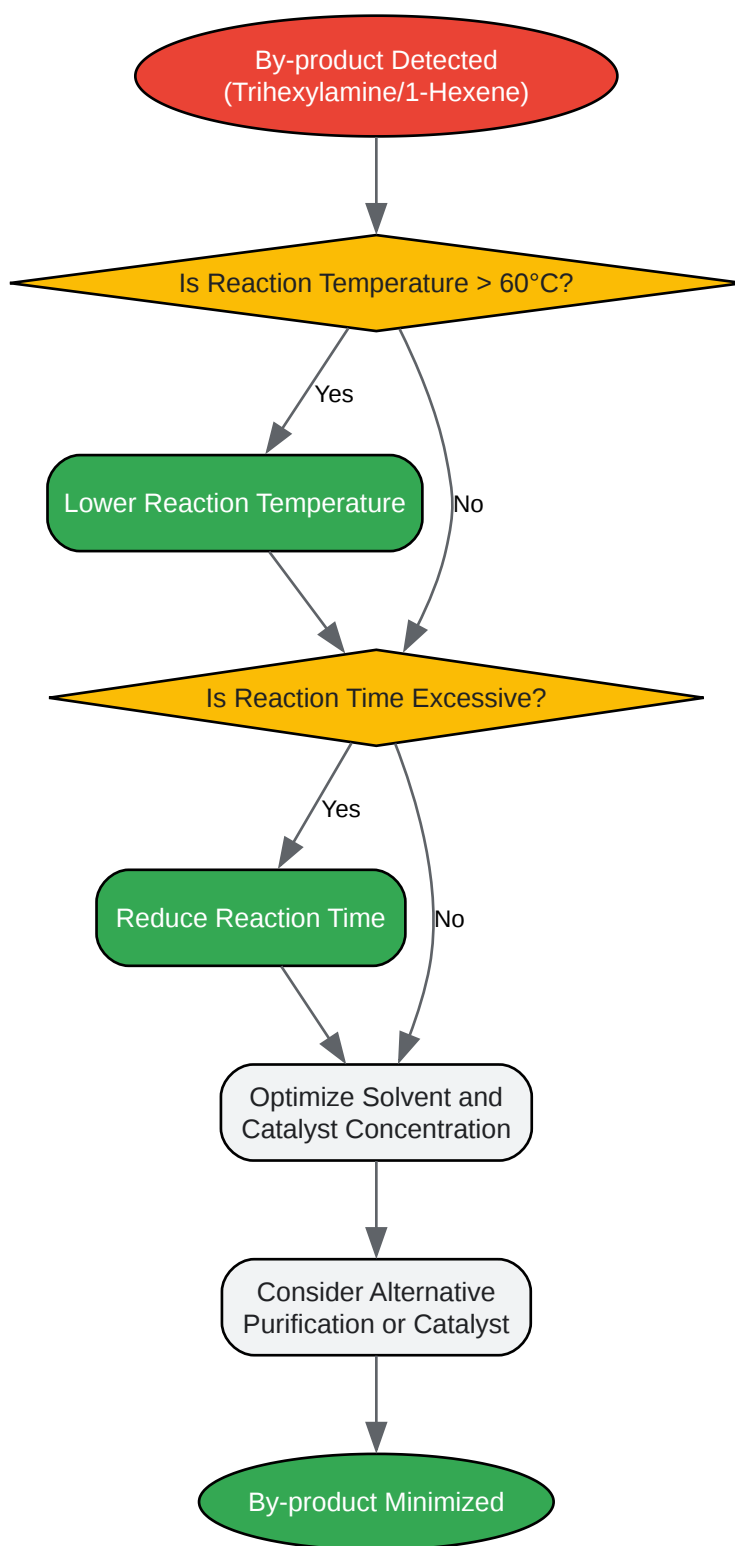 By-product Detected
(Trihexylamine/1-Hexene)
Is Reaction Temperature > 60°C?
Yes
Lower Reaction Temperature
No
Is Reaction Time Excessive?
Yes
Reduce Reaction Time
No
Optimize Solvent and
Catalyst Concentration
Consider Alternative
Purification or Catalyst
By-product Minimized